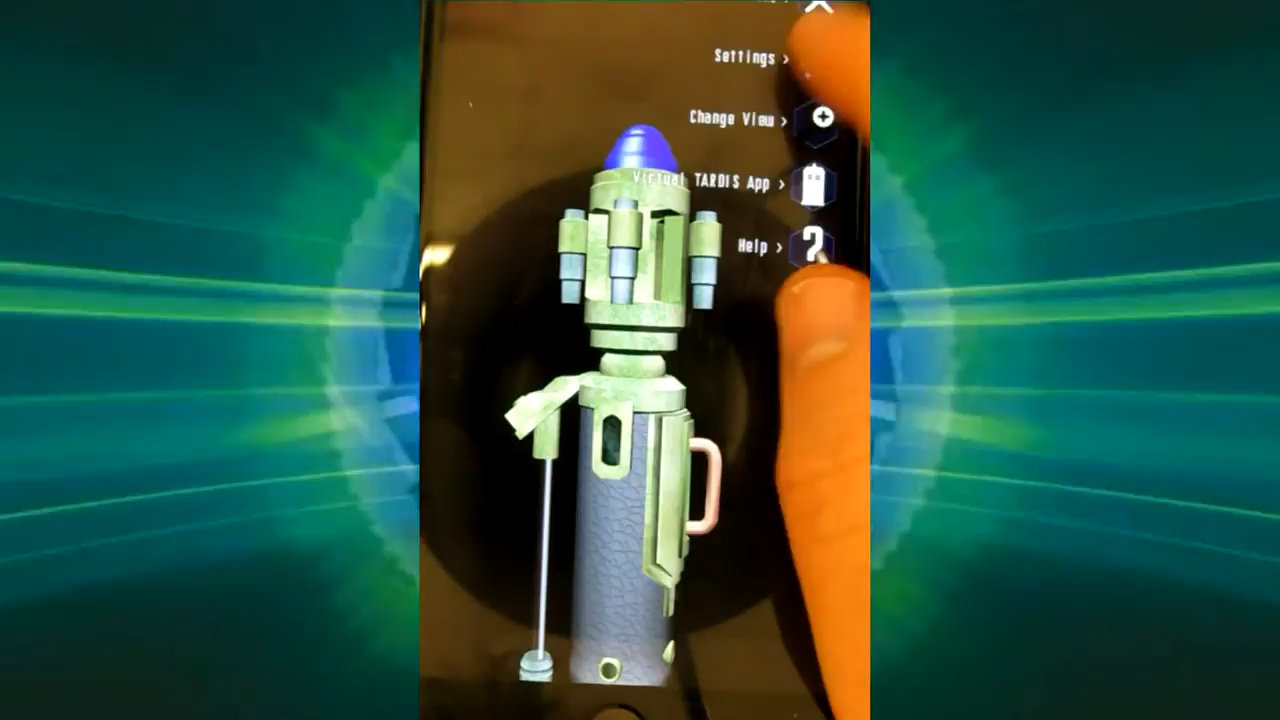 Settings >
Change View >
Virtual TARDIS App >
Help >
?